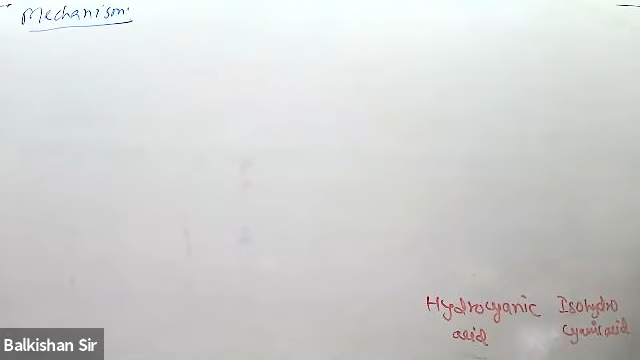 Mechanism:
Hydrocyanic Isohydro
acid cyanic acid
Balkishan Sir